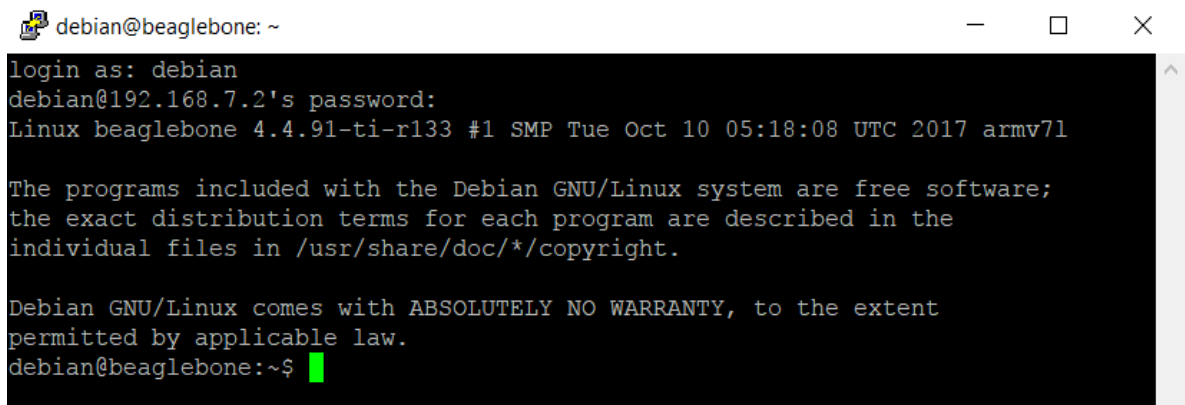 debian@beaglebone: ~
login as: debian
debian@192.168.7.2's password:
Linux beaglebone 4.4.91-ti-r133 #1 SMP Tue Oct 10 05:18:08 UTC 2017 armv7l
The programs included with the Debian GNU/Linux system are free software;
the exact distribution terms for each program are described in the
individual files in /usr/share/doc/*/copyright.
Debian GNU/Linux comes with ABSOLUTELY NO WARRANTY, to the extent
permitted by applicable law.
debian@beaglebone:~$